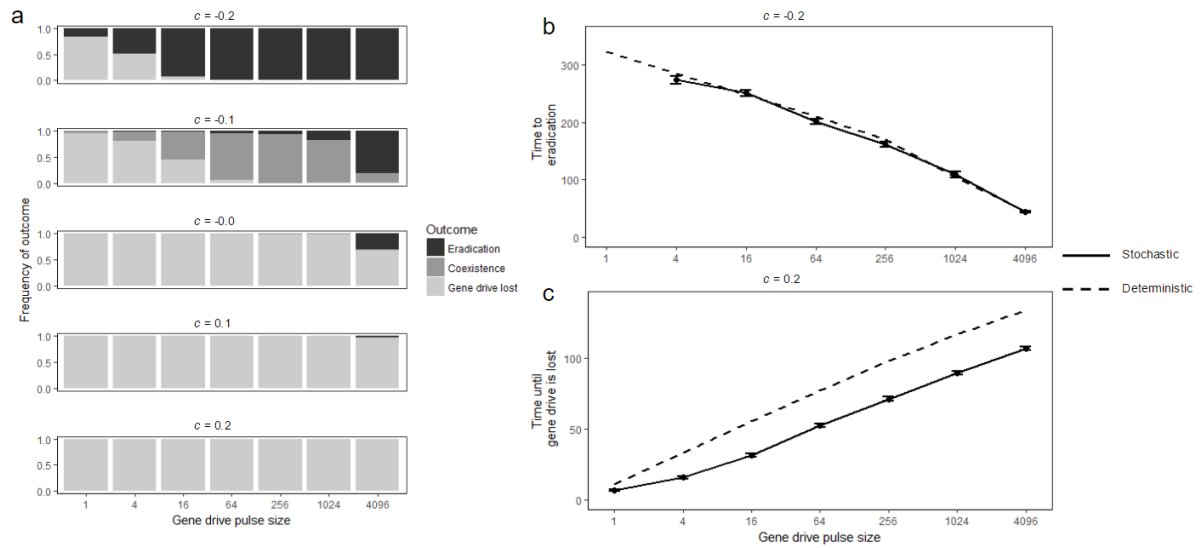 a
c = -0.2
1.0
0.5
0.0
c = -0.1
1.0
0.5
0.0
c = -0.0
1.0
0.5
0.0
c = 0.1
1.0
0.5
0.0
c = 0.2
1.0
0.5
0.0
1 4 16 64 256 1024 4096
Gene drive pulse size
Frequency of outcome
Outcome
Eradication
Coexistence
Gene drive lost
b
c = -0.2
300
200
100
0
Time to
eradication
1 4 16 64 256 1024 4096
c
c = 0.2
100
50
0
Time until
gene drive is lost
1 4 16 64 256 1024 4096
Gene drive pulse size
Stochastic
Deterministic